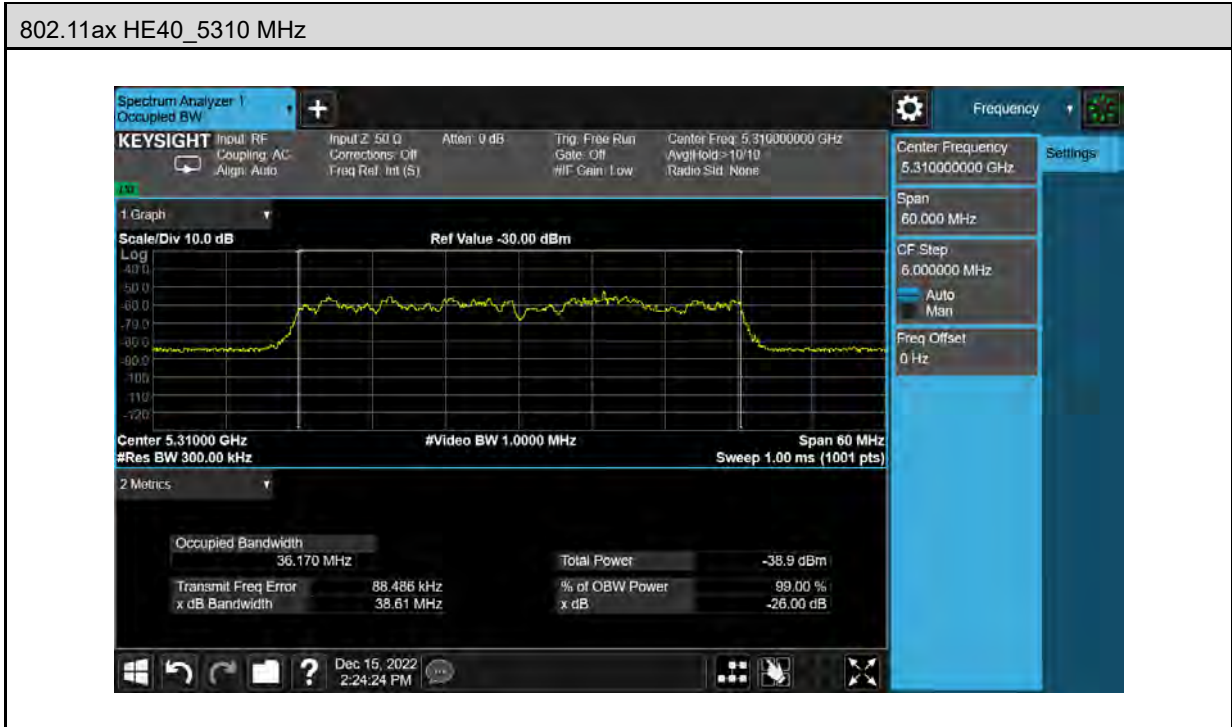 802.11ax HE40_5310 MHz
Spectrum Analyzer 1
Occupied BW
+
Frequency
KEYSIGHT
Input: RF
Coupling: AC
Align: Auto
Input Z: 50 Ω
Corrections: Off
Freq Ref: Int (S)
Atten: 0 dB
Trig: Free Run
Gate: Off
#IF Gain: Low
Center Freq: 5.310000000 GHz
Avg|Hold:>10/10
Radio Std: None
Center Frequency
5.310000000 GHz
Settings
Span
60.000 MHz
CF Step
6.000000 MHz
Auto
Man
Freq Offset
0 Hz
1 Graph
Scale/Div 10.0 dB
Ref Value -30.00 dBm
Log
-40.0
-50.0
-60.0
-70.0
-80.0
-90.0
-100
-110
-120
Center 5.31000 GHz
#Video BW 1.0000 MHz
Span 60 MHz
#Res BW 300.00 kHz
Sweep 1.00 ms (1001 pts)
2 Metrics
Occupied Bandwidth
36.170 MHz
Total Power -38.9 dBm
Transmit Freq Error 88.486 kHz
% of OBW Power 99.00 %
x dB Bandwidth 38.61 MHz
x dB -26.00 dB
?
Dec 15, 2022
2:24:24 PM